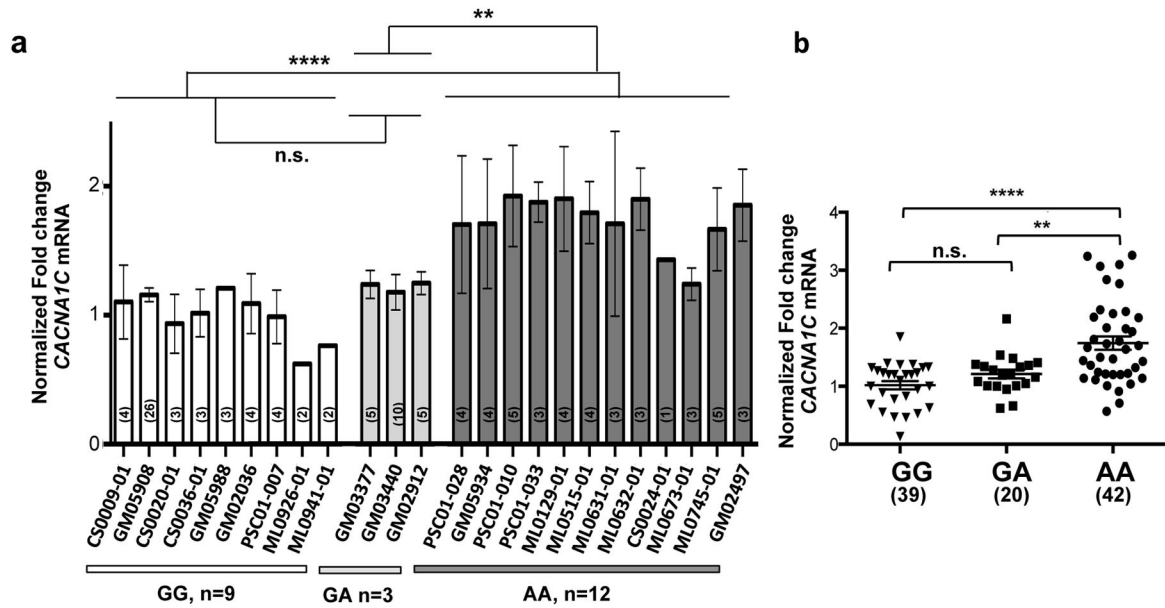 a
**
****
n.s.
Normalized Fold change
CACNA1C mRNA
2
1
0
(4)
(26)
(3)
(3)
(3)
(4)
(4)
(2)
(2)
(5)
(10)
(5)
(4)
(4)
(5)
(3)
(4)
(4)
(3)
(3)
(1)
(3)
(5)
(3)
CS0009-01
GM05908
CS0020-01
CS0036-01
GM05988
GM02036
PSC01-007
ML0926-01
ML0941-01
GM03377
GM03440
GM02912
PSC01-028
GM05934
PSC01-010
PSC01-033
ML0129-01
ML0515-01
ML0631-01
ML0632-01
CS0024-01
ML0673-01
ML0745-01
GM02497
GG, n=9
GA n=3
AA, n=12
b
****
**
n.s.
Normalized Fold change
CACNA1C mRNA
4
3
2
1
0
GG
GA
AA
(39)
(20)
(42)